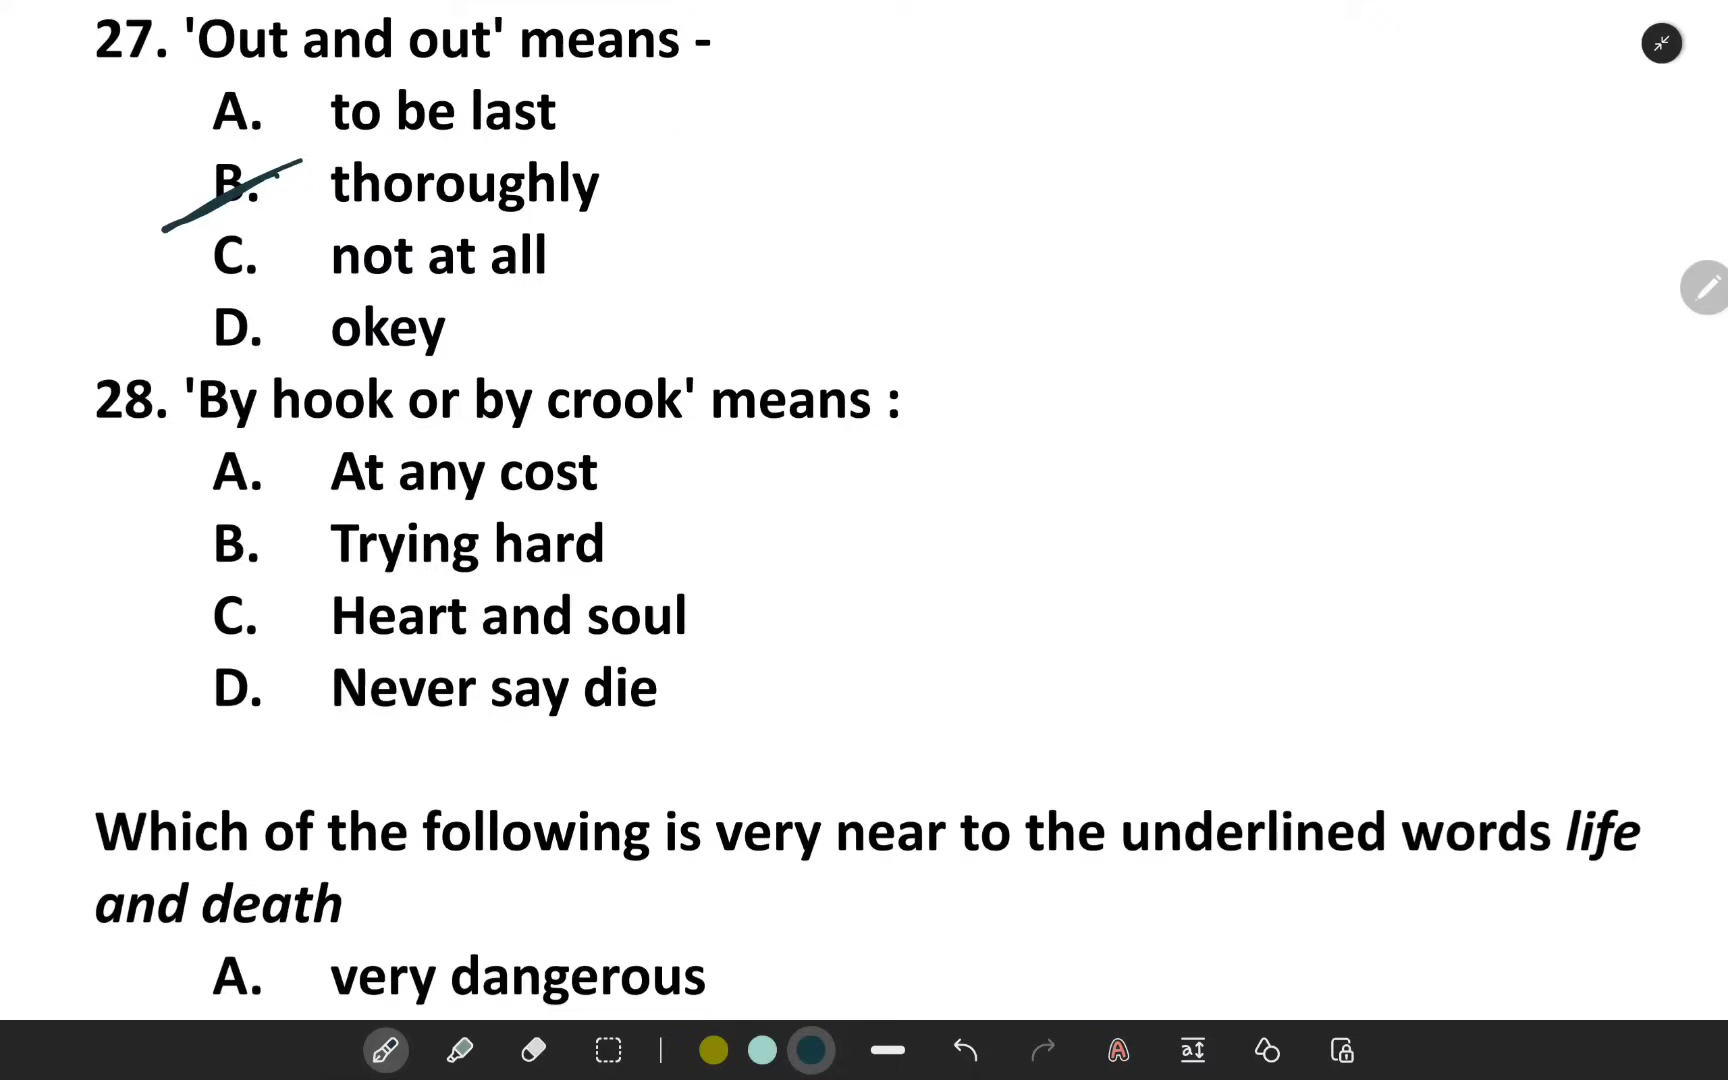 27. 'Out and out' means -
A. to be last
B. thoroughly
C. not at all
D. okey
28. 'By hook or by crook' means :
A. At any cost
B. Trying hard
C. Heart and soul
D. Never say die
Which of the following is very near to the underlined words life
and death
A. very dangerous